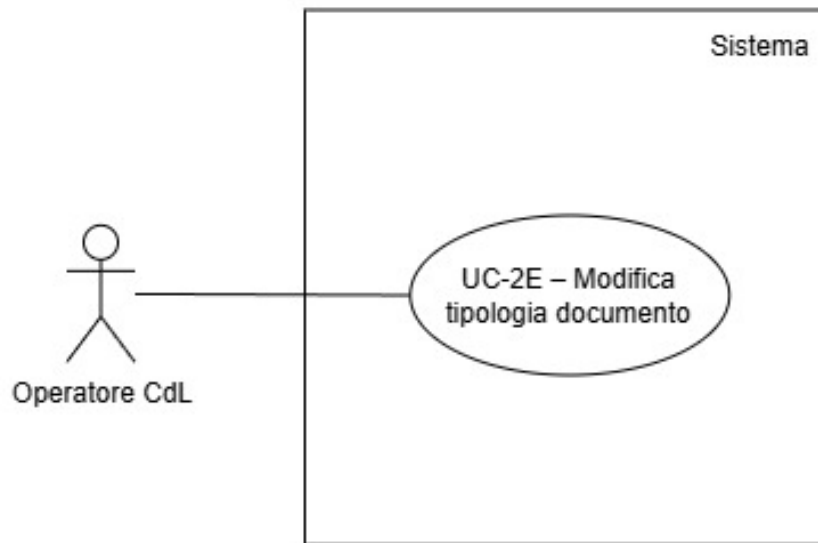 Sistema
UC-2E – Modifica
tipologia documento
Operatore CdL